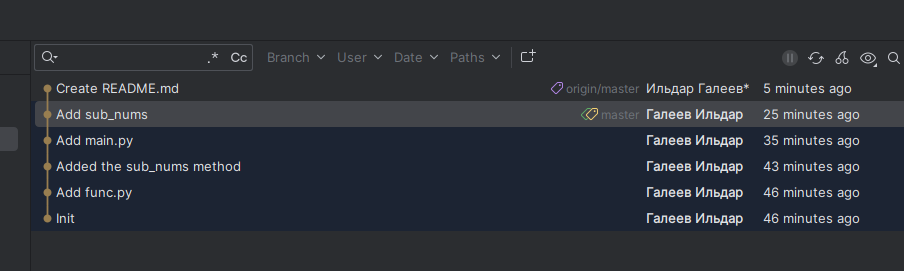 .* Cc Branch User Date Paths
Create README.md origin/master Ильдар Галеев* 5 minutes ago
Add sub_nums master Галеев Ильдар 25 minutes ago
Add main.py Галеев Ильдар 35 minutes ago
Added the sub_nums method Галеев Ильдар 43 minutes ago
Add func.py Галеев Ильдар 46 minutes ago
Init Галеев Ильдар 46 minutes ago